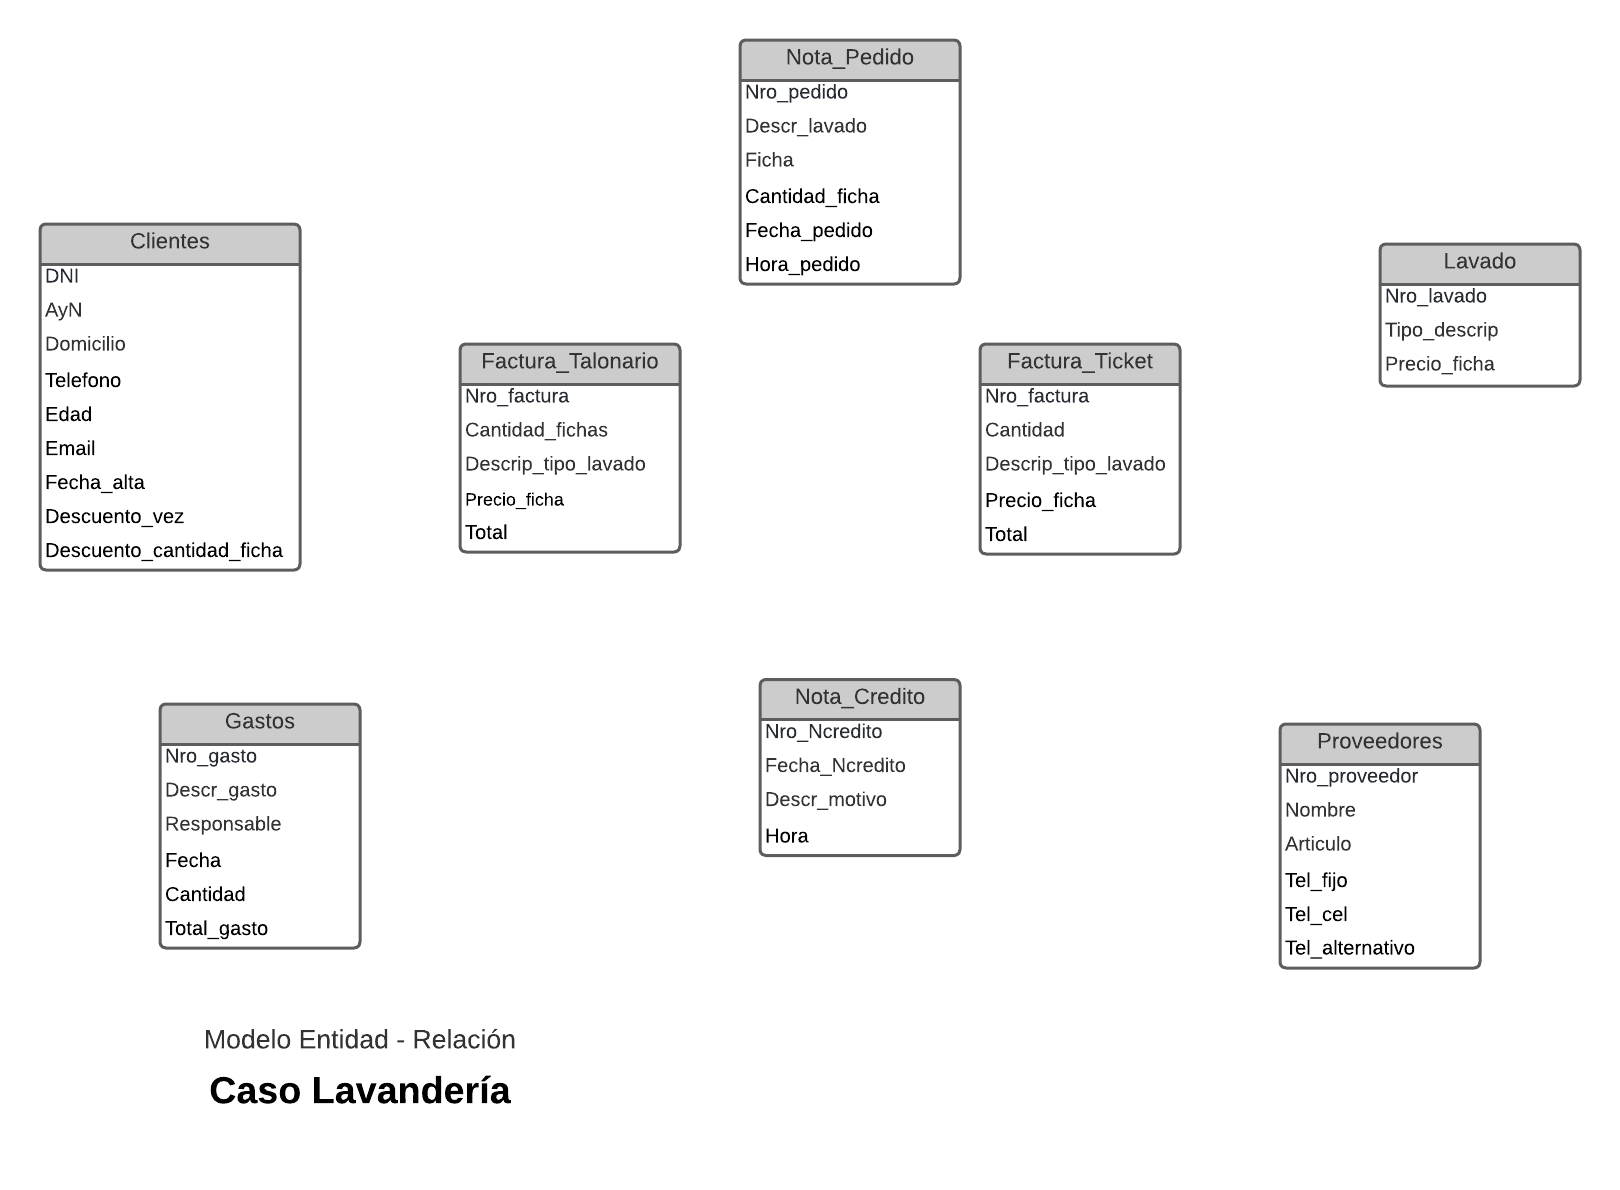 Nota_Pedido
Nro_pedido
Descr_lavado
Ficha
Cantidad_ficha
Fecha_pedido
Hora_pedido
Clientes
DNI
AyN
Domicilio
Telefono
Edad
Email
Fecha_alta
Descuento_vez
Descuento_cantidad_ficha
Factura_Talonario
Nro_factura
Cantidad_fichas
Descrip_tipo_lavado
Precio_ficha
Total
Factura_Ticket
Nro_factura
Cantidad
Descrip_tipo_lavado
Precio_ficha
Total
Lavado
Nro_lavado
Tipo_descrip
Precio_ficha
Gastos
Nro_gasto
Descr_gasto
Responsable
Fecha
Cantidad
Total_gasto
Nota_Credito
Nro_Ncredito
Fecha_Ncredito
Descr_motivo
Hora
Proveedores
Nro_proveedor
Nombre
Articulo
Tel_fijo
Tel_cel
Tel_alternativo
Modelo Entidad - Relación
Caso Lavandería